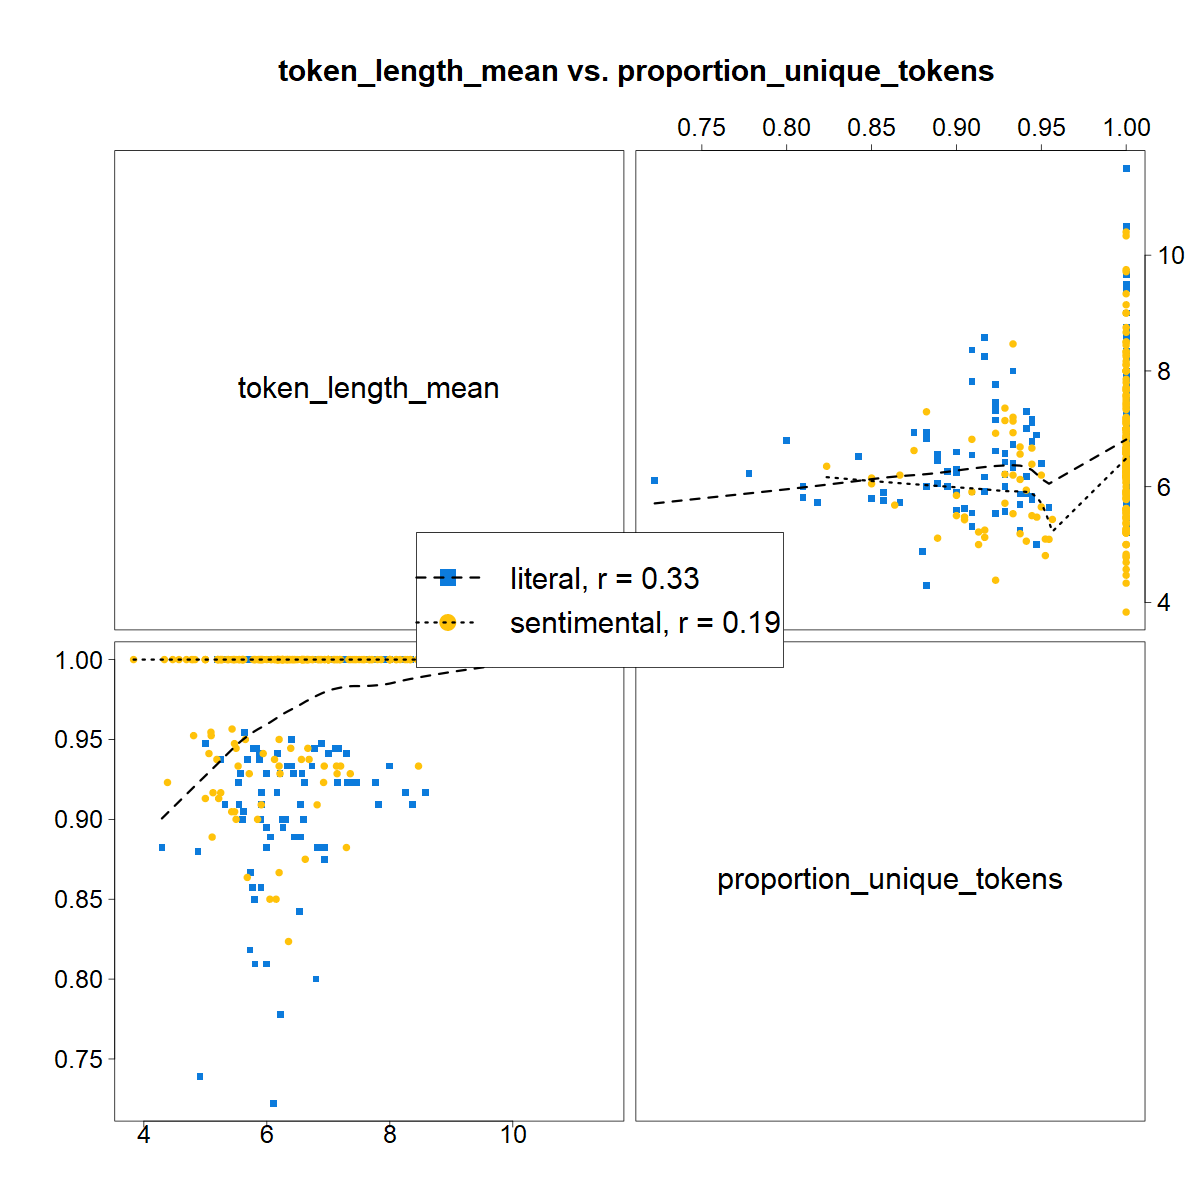 token_length_mean vs. proportion_unique_tokens
0.75 0.80 0.85 0.90 0.95 1.00
token_length_mean
10
8
6
4
literal, r = 0.33
sentimental, r = 0.19
1.00
0.95
0.90
0.85
0.80
0.75
proportion_unique_tokens
4 6 8 10